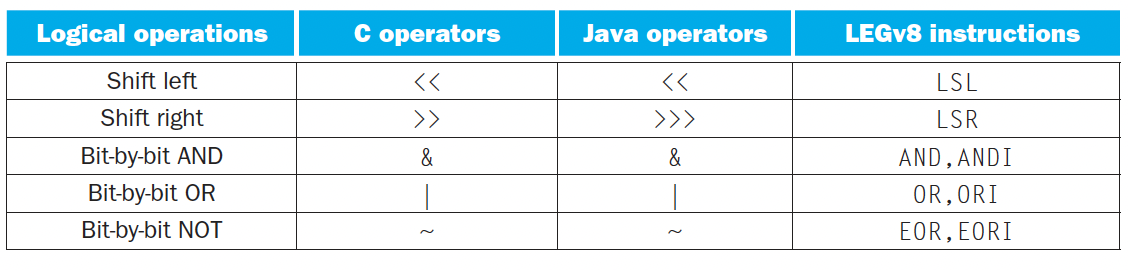 Logical operations C operators Java operators LEGv8 instructions
Shift left << << LSL
Shift right >> >>> LSR
Bit-by-bit AND & & AND,ANDI
Bit-by-bit OR | | OR,ORI
Bit-by-bit NOT ~ ~ EOR,EORI